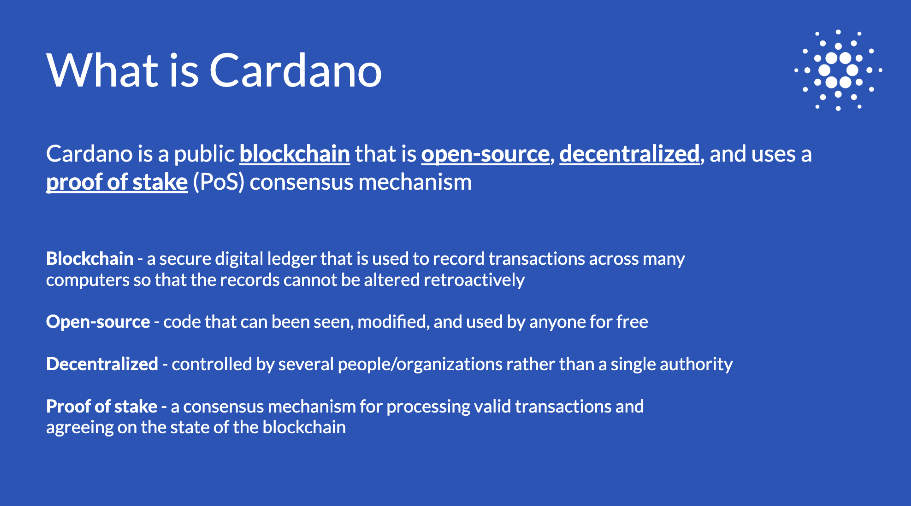 What is Cardano
Cardano is a public blockchain that is open-source, decentralized, and uses a
proof of stake (PoS) consensus mechanism
Blockchain - a secure digital ledger that is used to record transactions across many
computers so that the records cannot be altered retroactively
Open-source - code that can been seen, modified, and used by anyone for free
Decentralized - controlled by several people/organizations rather than a single authority
Proof of stake - a consensus mechanism for processing valid transactions and
agreeing on the state of the blockchain